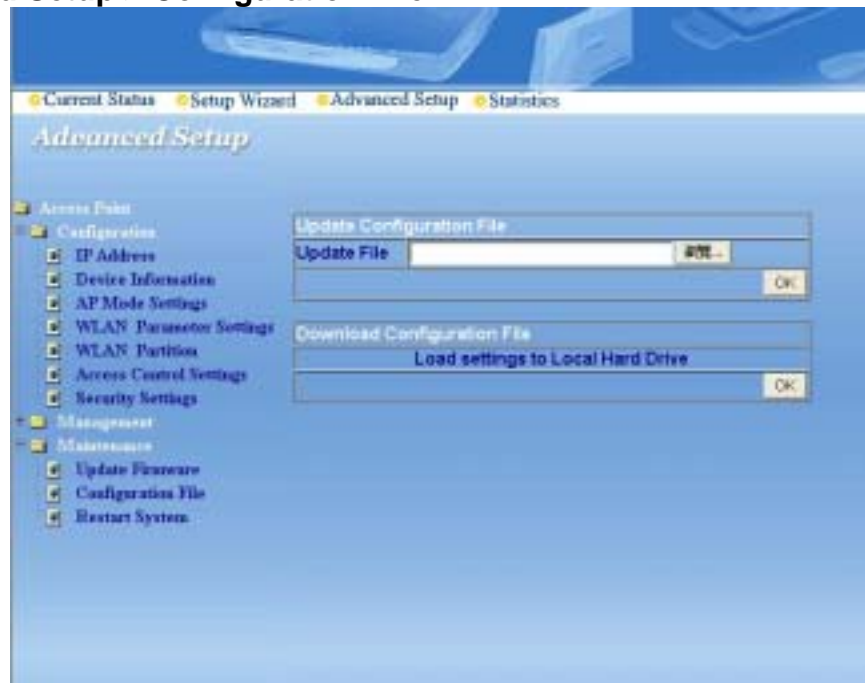 Current Status Setup Wizard Advanced Setup Statistics
Advanced Setup
Access Point
Configuration
IP Address
Device Information
AP Mode Settings
WLAN Parameter Settings
WLAN Partition
Access Control Settings
Security Settings
Management
Maintenance
Update Firmware
Configuration File
Restart System
Update Configuration File
Update File
OK
Download Configuration File
Load settings to Local Hard Drive
OK